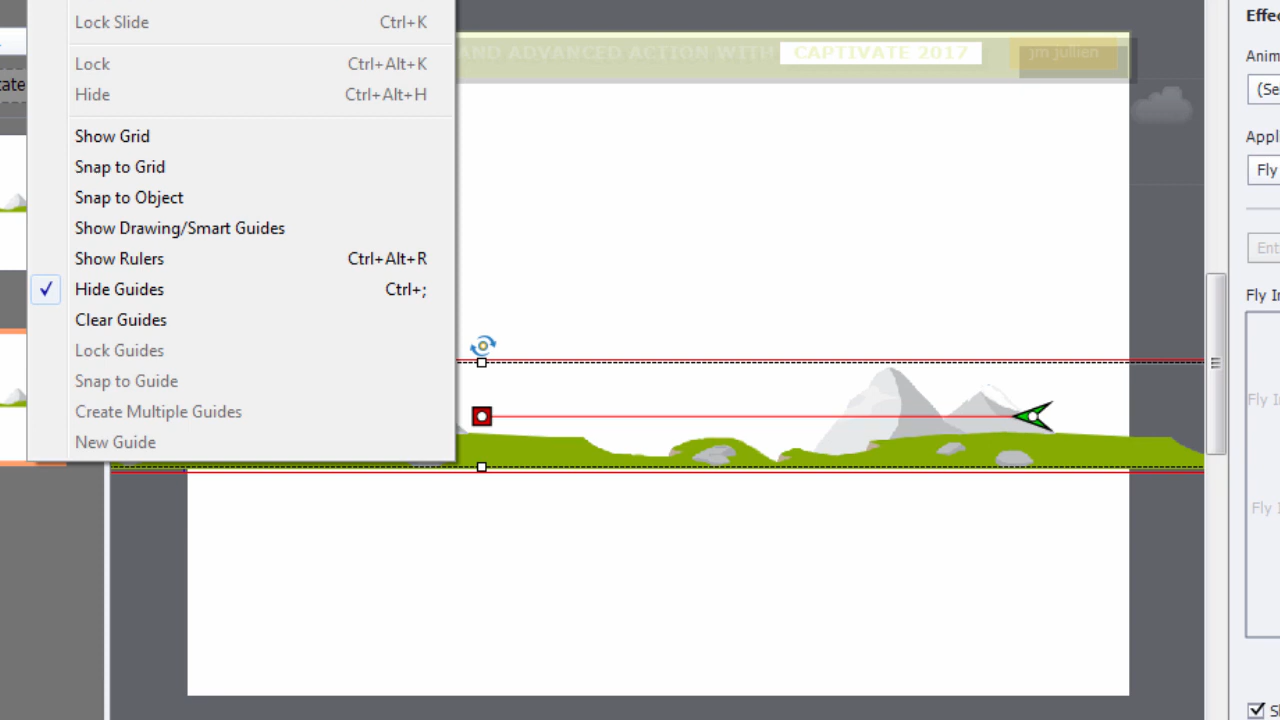 Lock Slide Ctrl+K
Lock Ctrl+Alt+K
Hide Ctrl+Alt+H
Show Grid
Snap to Grid
Snap to Object
Show Drawing/Smart Guides
Show Rulers Ctrl+Alt+R
Hide Guides Ctrl+;
Clear Guides
Lock Guides
Snap to Guide
Create Multiple Guides
New Guide
AND ADVANCED ACTION WITH CAPTIVATE 2017 jm jullien
Effec
Anim
(Se
Appl
Fly
Ent
Fly I
Fly I
Fly I